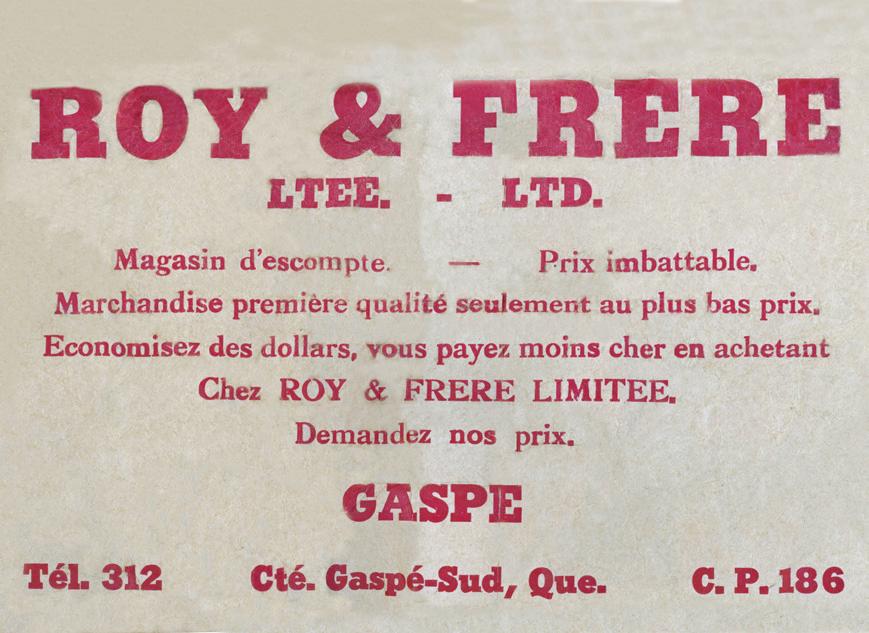 ROY & FRERE
LTEE. - LTD.
Magasin d'escompte. — Prix imbattable.
Marchandise première qualité seulement au plus bas prix.
Economisez des dollars, vous payez moins cher en achetant
Chez ROY & FRERE LIMITEE.
Demandez nos prix.
GASPE
Tél. 312 Cté. Gaspé-Sud, Que. C. P. 186